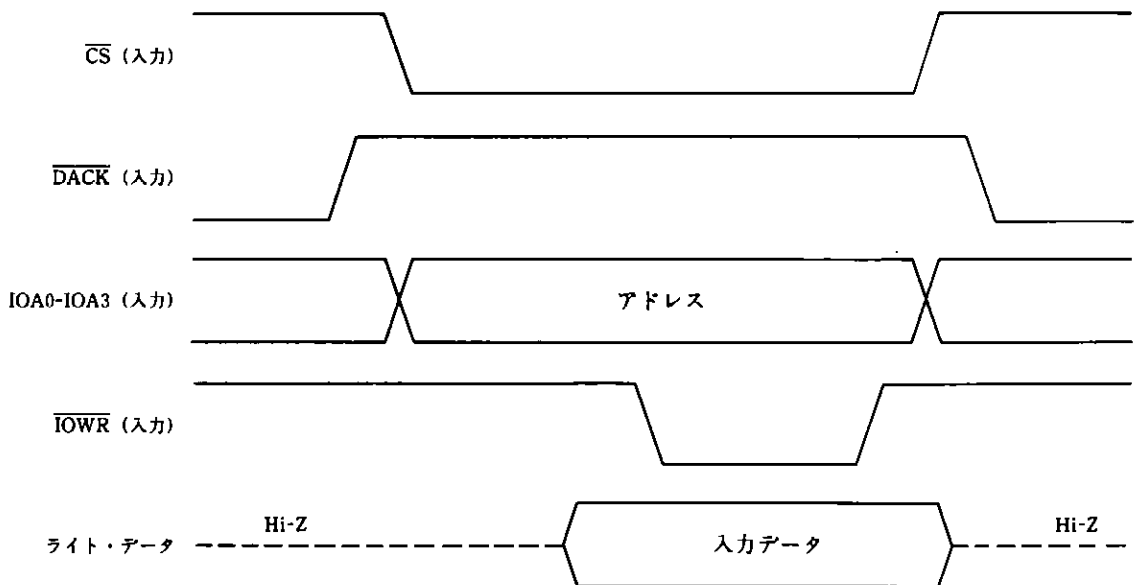 CS (入力)
DACK (入力)
IOA0-IOA3 (入力)
アドレス
IOWR (入力)
ライト・データ
Hi-Z
入力データ
Hi-Z